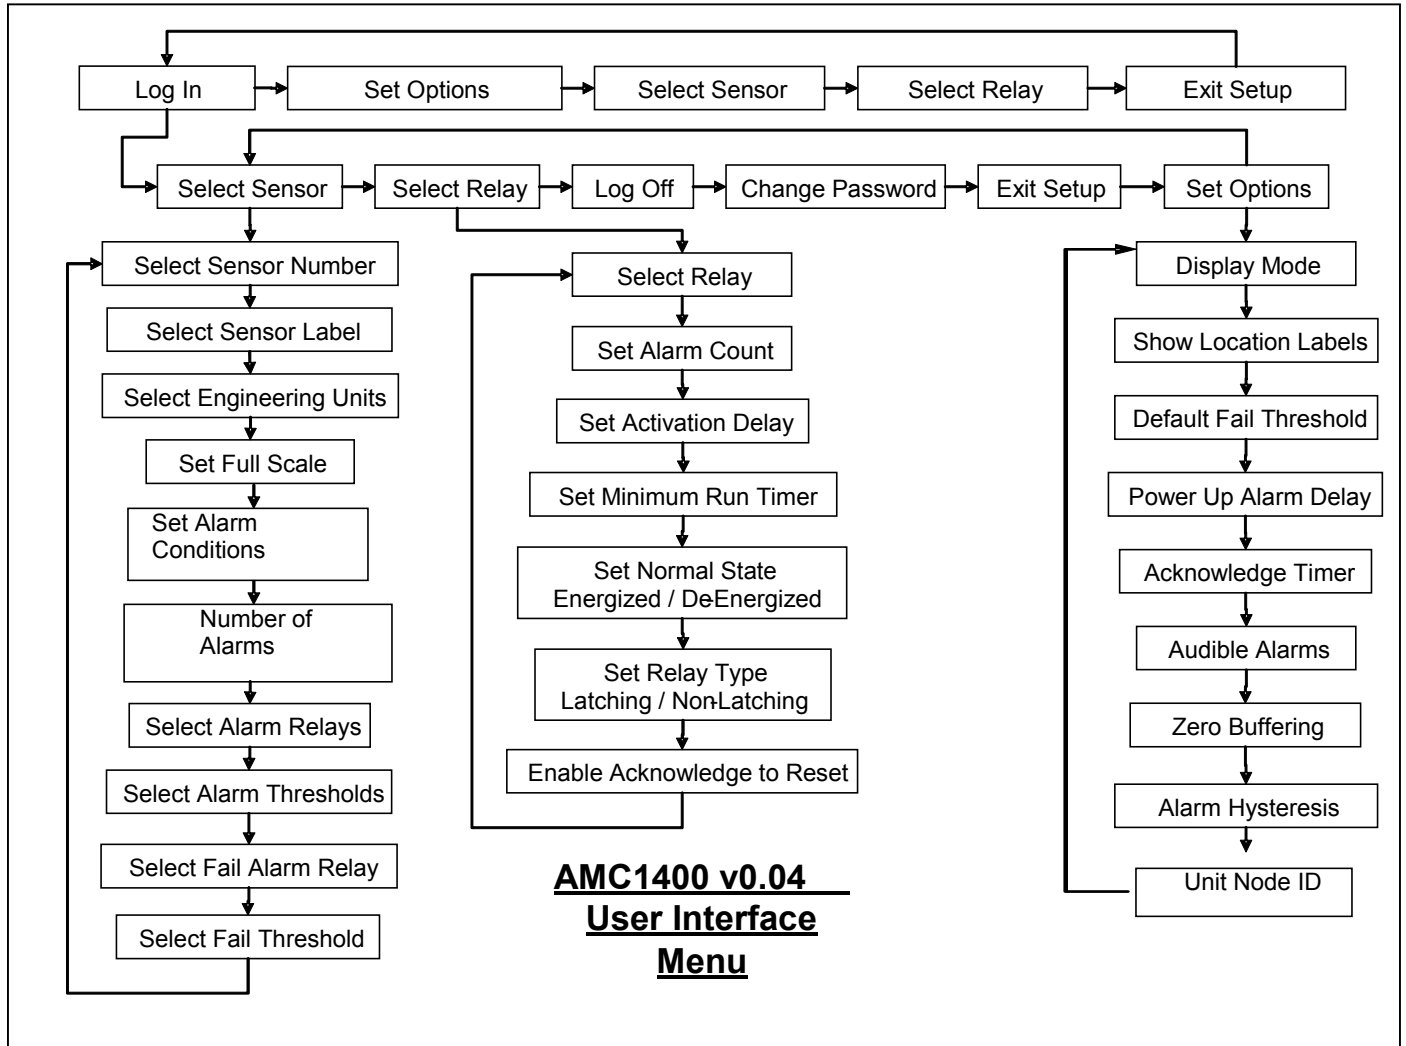 Log In
Set Options
Select Sensor
Select Relay
Exit Setup
Select Sensor
Select Relay
Log Off
Change Password
Exit Setup
Set Options
Select Sensor Number
Select Sensor Label
Select Engineering Units
Set Full Scale
Set Alarm
Conditions
Number of
Alarms
Select Alarm Relays
Select Alarm Thresholds
Select Fail Alarm Relay
Select Fail Threshold
Select Relay
Set Alarm Count
Set Activation Delay
Set Minimum Run Timer
Set Normal State
Energized / De-Energized
Set Relay Type
Latching / Non-Latching
Enable Acknowledge to Reset
Display Mode
Show Location Labels
Default Fail Threshold
Power Up Alarm Delay
Acknowledge Timer
Audible Alarms
Zero Buffering
Alarm Hysteresis
Unit Node ID
AMC1400 v0.04
User Interface
Menu